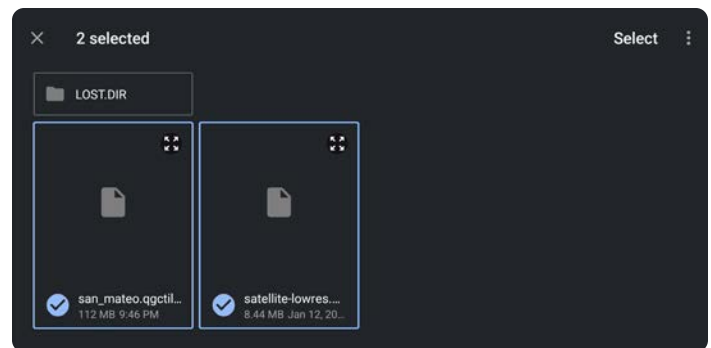 2 selected
Select
LOST.DIR
san_mateo.qgctil...
112 MB 9:46 PM
satellite-lowres....
8.44 MB Jan 12, 20...